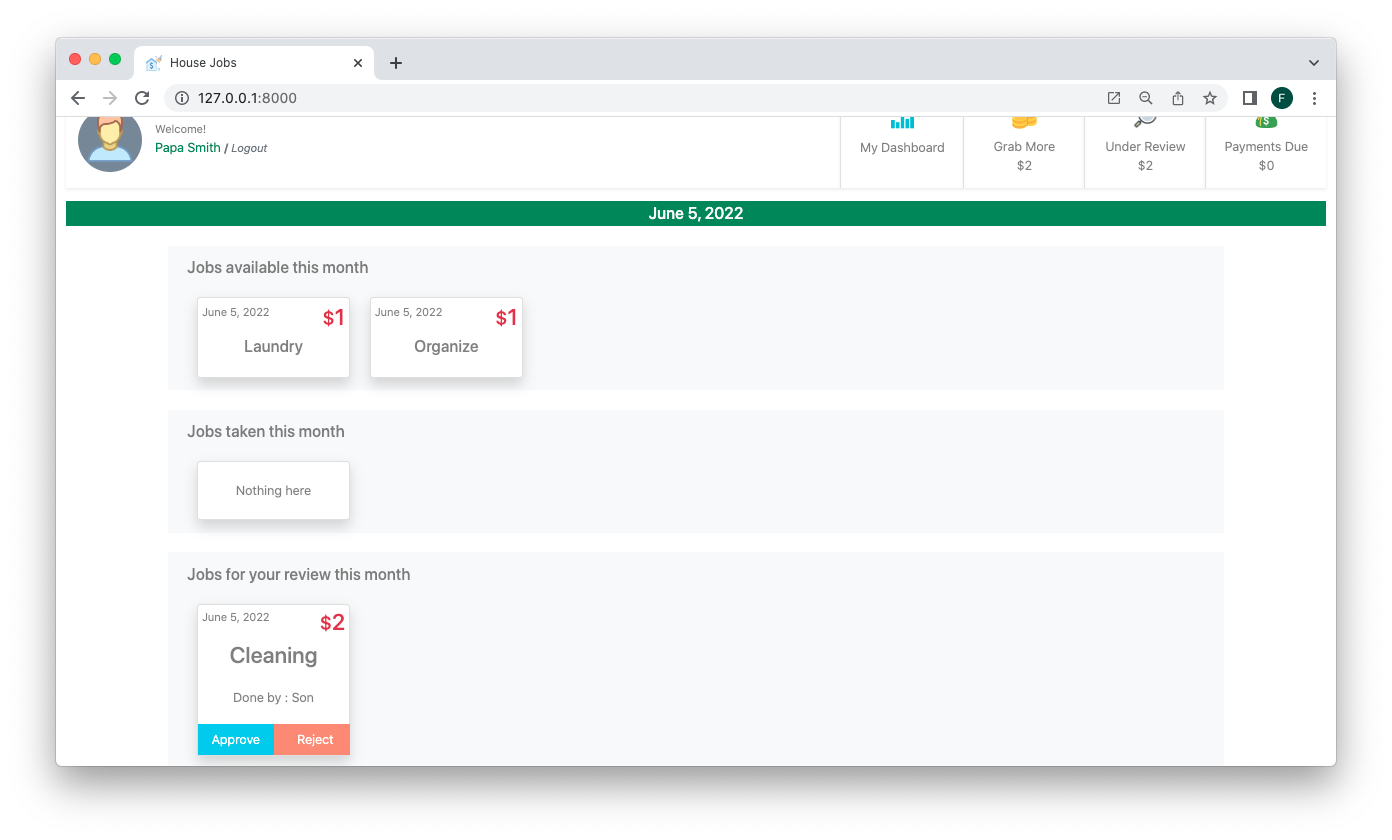 House Jobs
127.0.0.1:8000
F
Welcome!
Papa Smith / Logout
My Dashboard
Grab More
$2
Under Review
$2
Payments Due
$0
June 5, 2022
Jobs available this month
June 5, 2022 $1
Laundry
June 5, 2022 $1
Organize
Jobs taken this month
Nothing here
Jobs for your review this month
June 5, 2022 $2
Cleaning
Done by : Son
Approve Reject